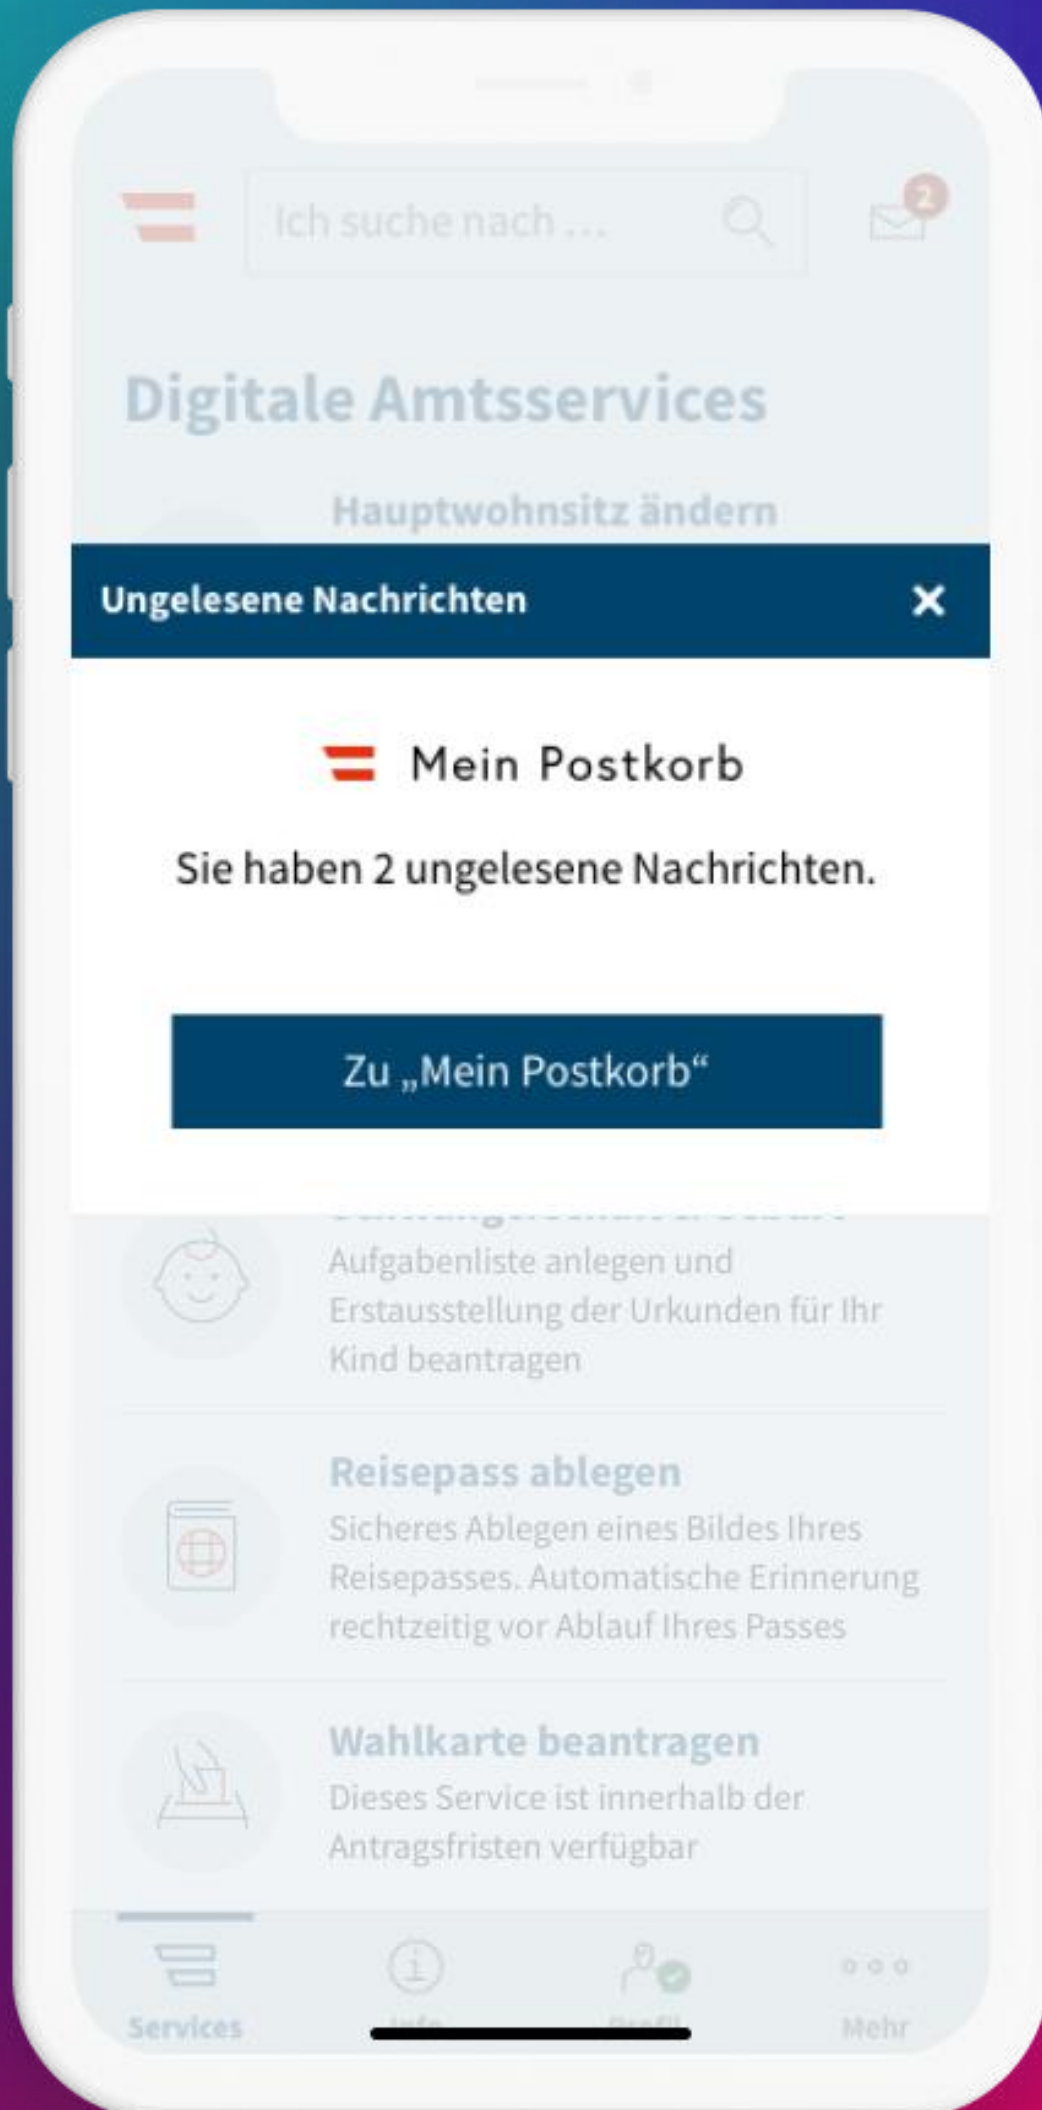 Ich suche nach ...
2
Digitale Amtsservices
Hauptwohnsitz ändern
Ungelesene Nachrichten
Mein Postkorb
Sie haben 2 ungelesene Nachrichten.
Zu „Mein Postkorb“
Aufgabenliste anlegen und
Erstausstellung der Urkunden für Ihr
Kind beantragen
Reisepass ablegen
Sicheres Ablegen eines Bildes Ihres
Reisepasses. Automatische Erinnerung
rechtzeitig vor Ablauf Ihres Passes
Wahlkarte beantragen
Dieses Service ist innerhalb der
Antragsfristen verfügbar
Services
Info
Profil
Mehr